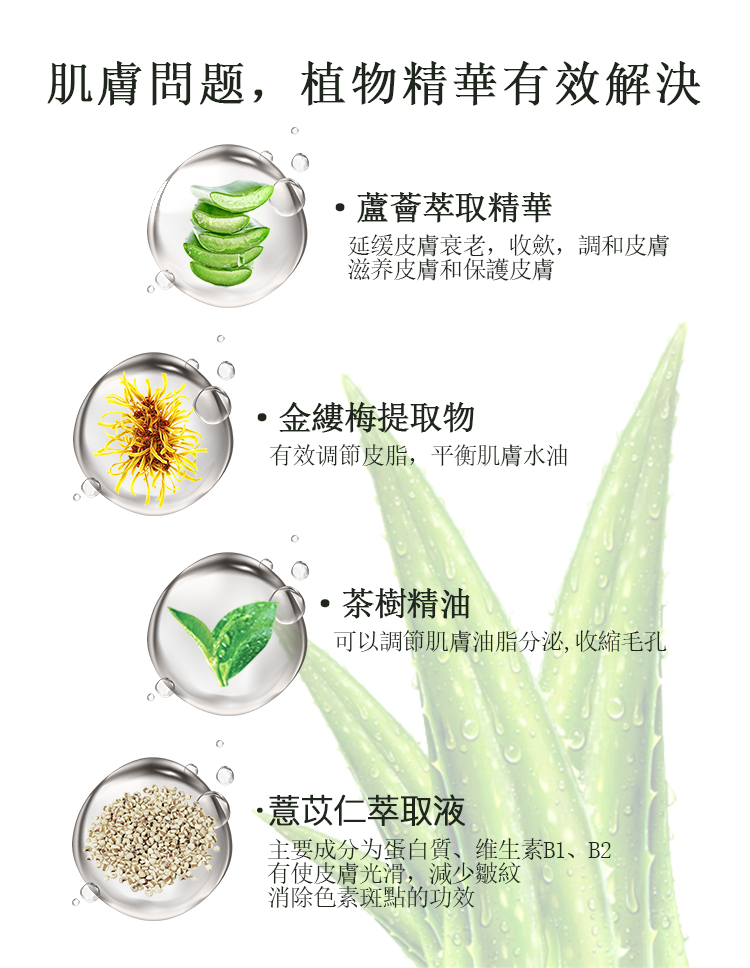 肌膚問题，植物精華有效解決
·蘆薈萃取精華
延缓皮膚衰老，收斂，調和皮膚
滋养皮膚和保護皮膚
·金縷梅提取物
有效调節皮脂，平衡肌膚水油
·茶樹精油
可以調節肌膚油脂分泌,收縮毛孔
·薏苡仁萃取液
主要成分为蛋白質、维生素B1、B2
有使皮膚光滑，減少皺紋
消除色素斑點的功效